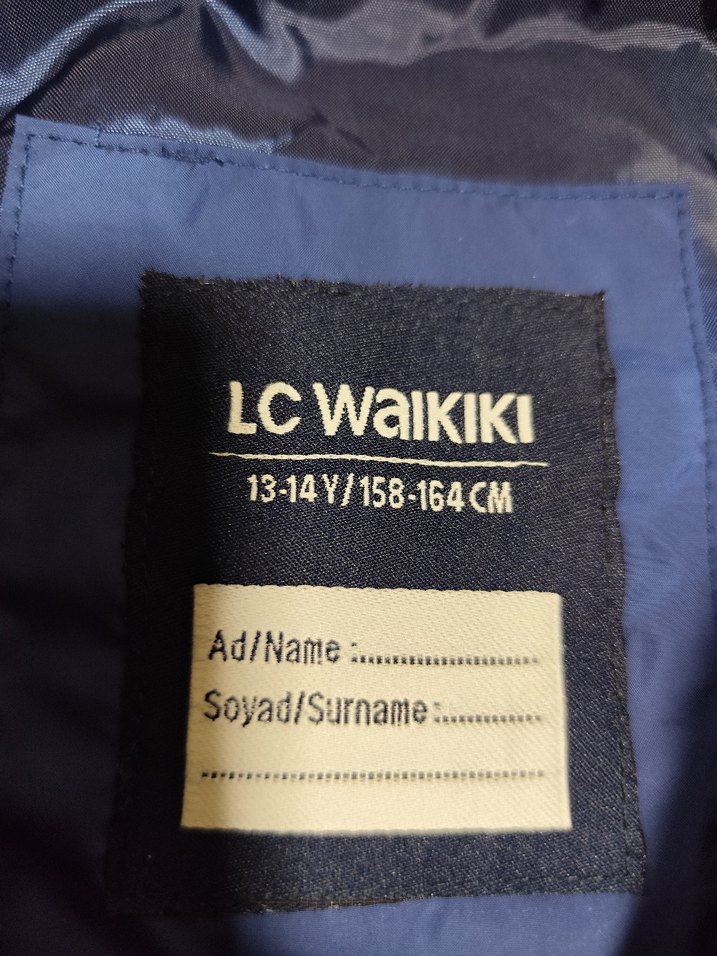 LC WAIKIKI
13-14 Y/158-164 CM
Ad/Name :..............................
Soyad/Surname:..............
..................................................